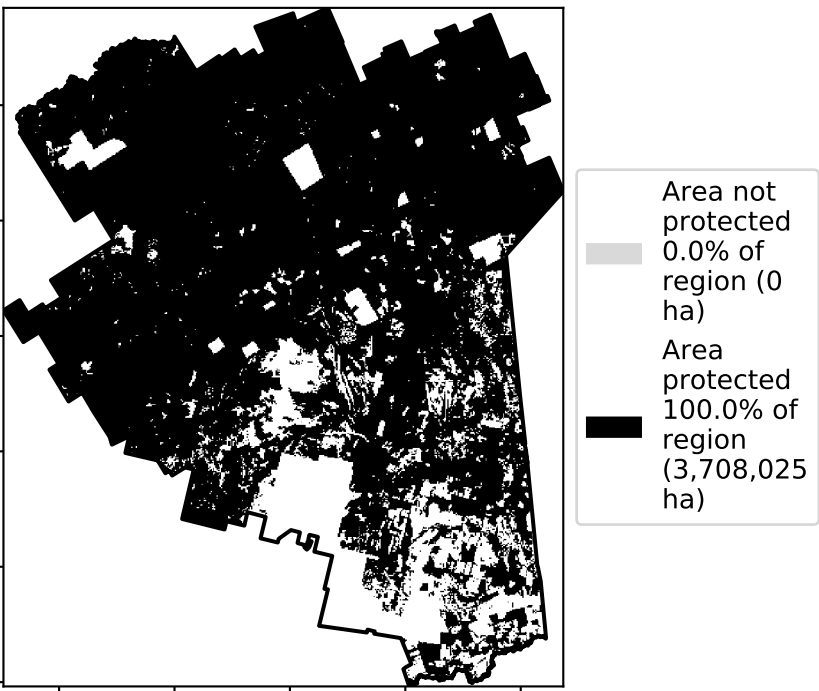 Area not
protected
0.0% of
region (0
ha)
Area
protected
100.0% of
region
(3,708,025
ha)